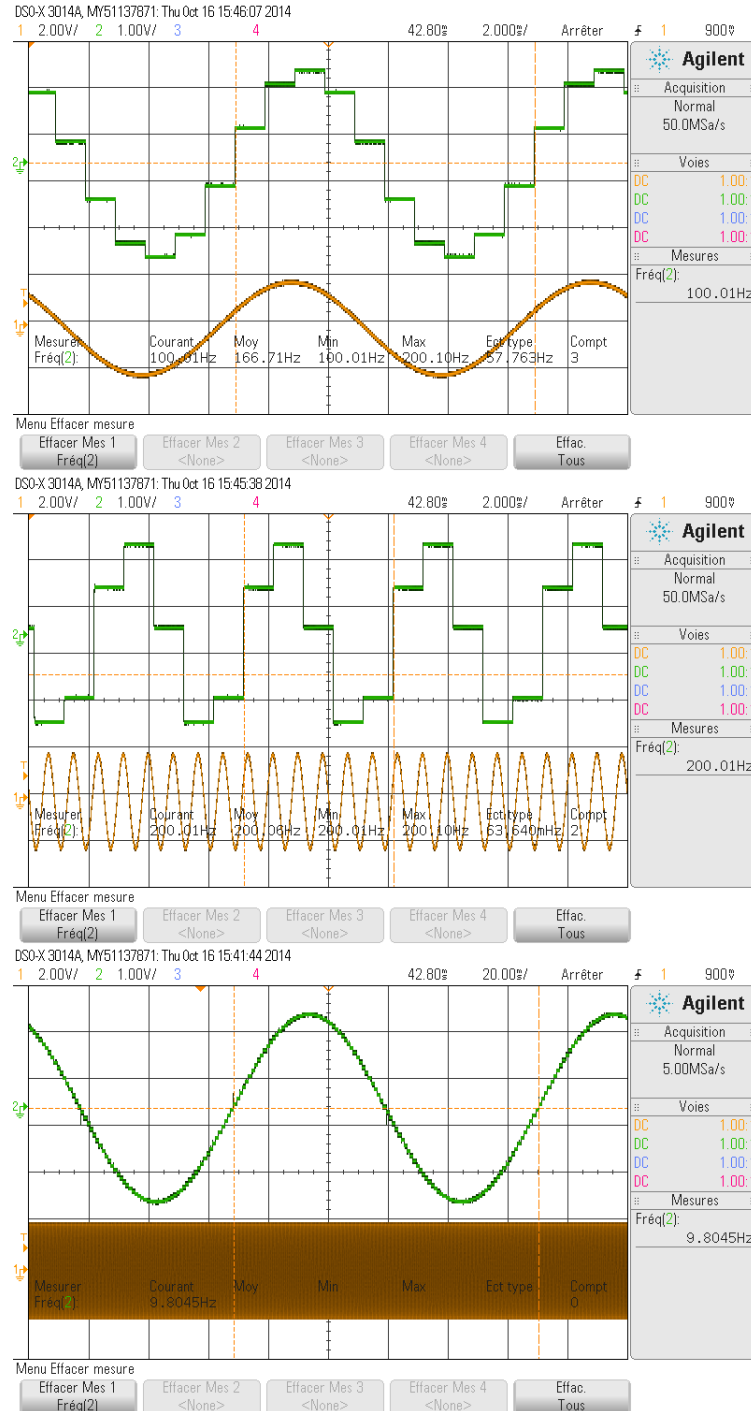 DSO-X 3014A, MY51137871: Thu Oct 16 15:46:07 2014
1 2.00V/ 2 1.00V/ 3 4 42.80s 2.000s/ Arrêter 1 900V
Agilent
Acquisition
Normal
50.0MSa/s
Voies
DC 1.00:
DC 1.00:
DC 1.00:
DC 1.00:
Mesures
Fréq(2):
100.01Hz
2
T
1
Mesurer Courant Moy Min Max Ect type Compt
Fréq(2): 100.01Hz 166.71Hz 100.01Hz 200.10Hz 57.763Hz 3
Menu Effacer mesure
Effacer Mes 1 Effacer Mes 2 Effacer Mes 3 Effacer Mes 4 Effac.
Fréq(2) <None> <None> <None> Tous
DSO-X 3014A, MY51137871: Thu Oct 16 15:45:38 2014
1 2.00V/ 2 1.00V/ 3 4 42.80s 2.000s/ Arrêter 1 900V
Agilent
Acquisition
Normal
50.0MSa/s
Voies
DC 1.00:
DC 1.00:
DC 1.00:
DC 1.00:
Mesures
Fréq(2):
200.01Hz
2
T
1
Mesurer Courant Moy Min Max Ect type Compt
Fréq(2): 200.01Hz 200.06Hz 200.01Hz 200.10Hz 63.640mHz 2
Menu Effacer mesure
Effacer Mes 1 Effacer Mes 2 Effacer Mes 3 Effacer Mes 4 Effac.
Fréq(2) <None> <None> <None> Tous
DSO-X 3014A, MY51137871: Thu Oct 16 15:41:44 2014
1 2.00V/ 2 1.00V/ 3 4 42.80s 20.00s/ Arrêter 1 900V
Agilent
Acquisition
Normal
5.00MSa/s
Voies
DC 1.00:
DC 1.00:
DC 1.00:
DC 1.00:
Mesures
Fréq(2):
9.8045Hz
2
T
1
Mesurer Courant Moy Min Max Ect type Compt
Fréq(2): 9.8045Hz 0
Menu Effacer mesure
Effacer Mes 1 Effacer Mes 2 Effacer Mes 3 Effacer Mes 4 Effac.
Fréq(2) <None> <None> <None> Tous